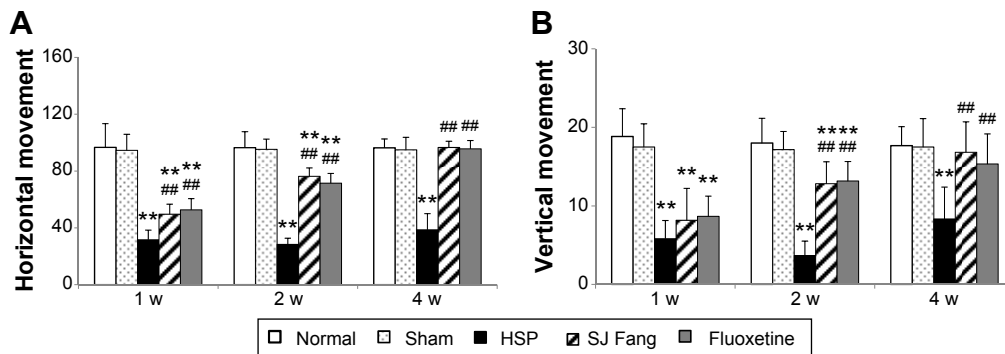 A
Horizontal movement
160
120
80
40
0
** ** ## ** ##
** ** ## ** ##
** ## ##
1 w 2 w 4 w
B
Vertical movement
30
20
10
0
** ** **
** **** ## ##
** ## ##
1 w 2 w 4 w
Normal Sham HSP SJ Fang Fluoxetine